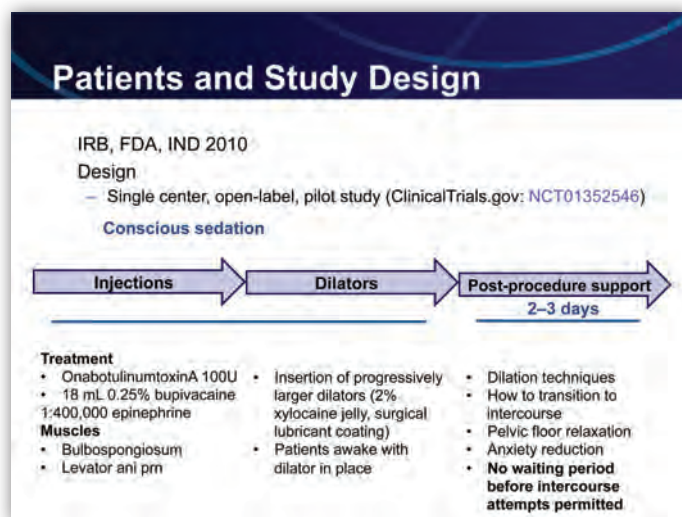 Patients and Study Design
IRB, FDA, IND 2010
Design
– Single center, open-label, pilot study (ClinicalTrials.gov: NCT01352546)
Conscious sedation
Injections
Dilators
Post-procedure support
2–3 days
Treatment
• OnabotulinumtoxinA 100U
• 18 mL 0.25% bupivacaine
1:400,000 epinephrine
Muscles
• Bulbospongiosum
• Levator ani prn
• Insertion of progressively
larger dilators (2%
xylocaine jelly, surgical
lubricant coating)
• Patients awake with
dilator in place
• Dilation techniques
• How to transition to
intercourse
• Pelvic floor relaxation
• Anxiety reduction
• No waiting period
before intercourse
attempts permitted